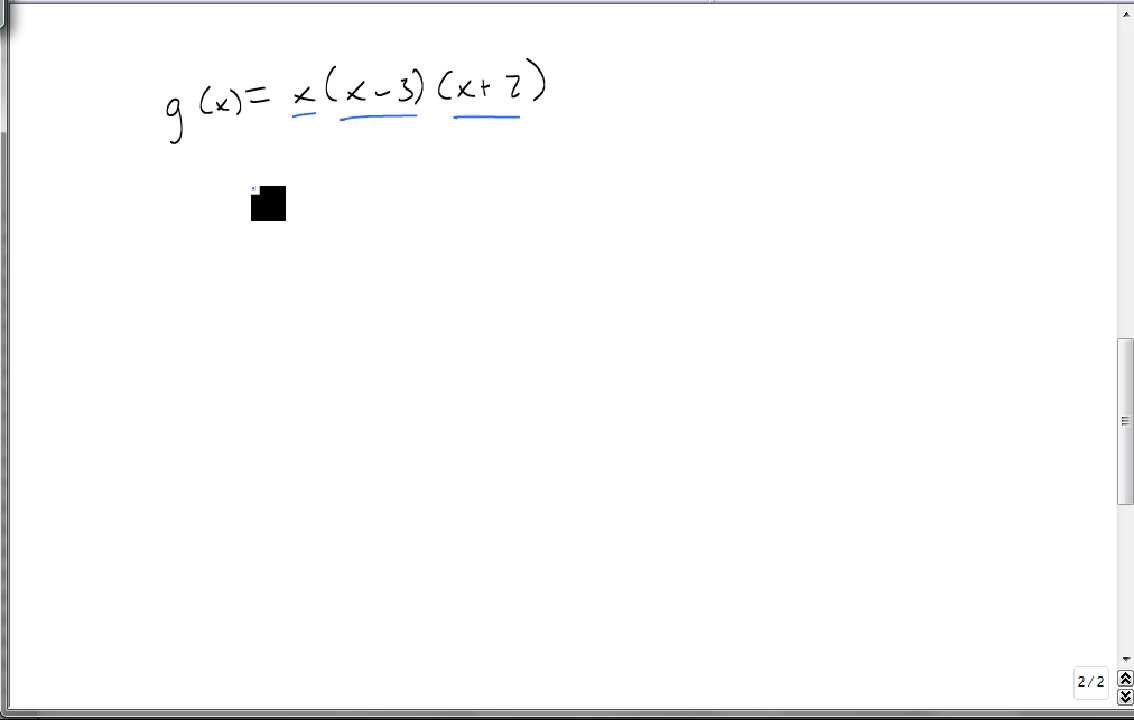 g(x)= x(x-3)(x+2)
2/2